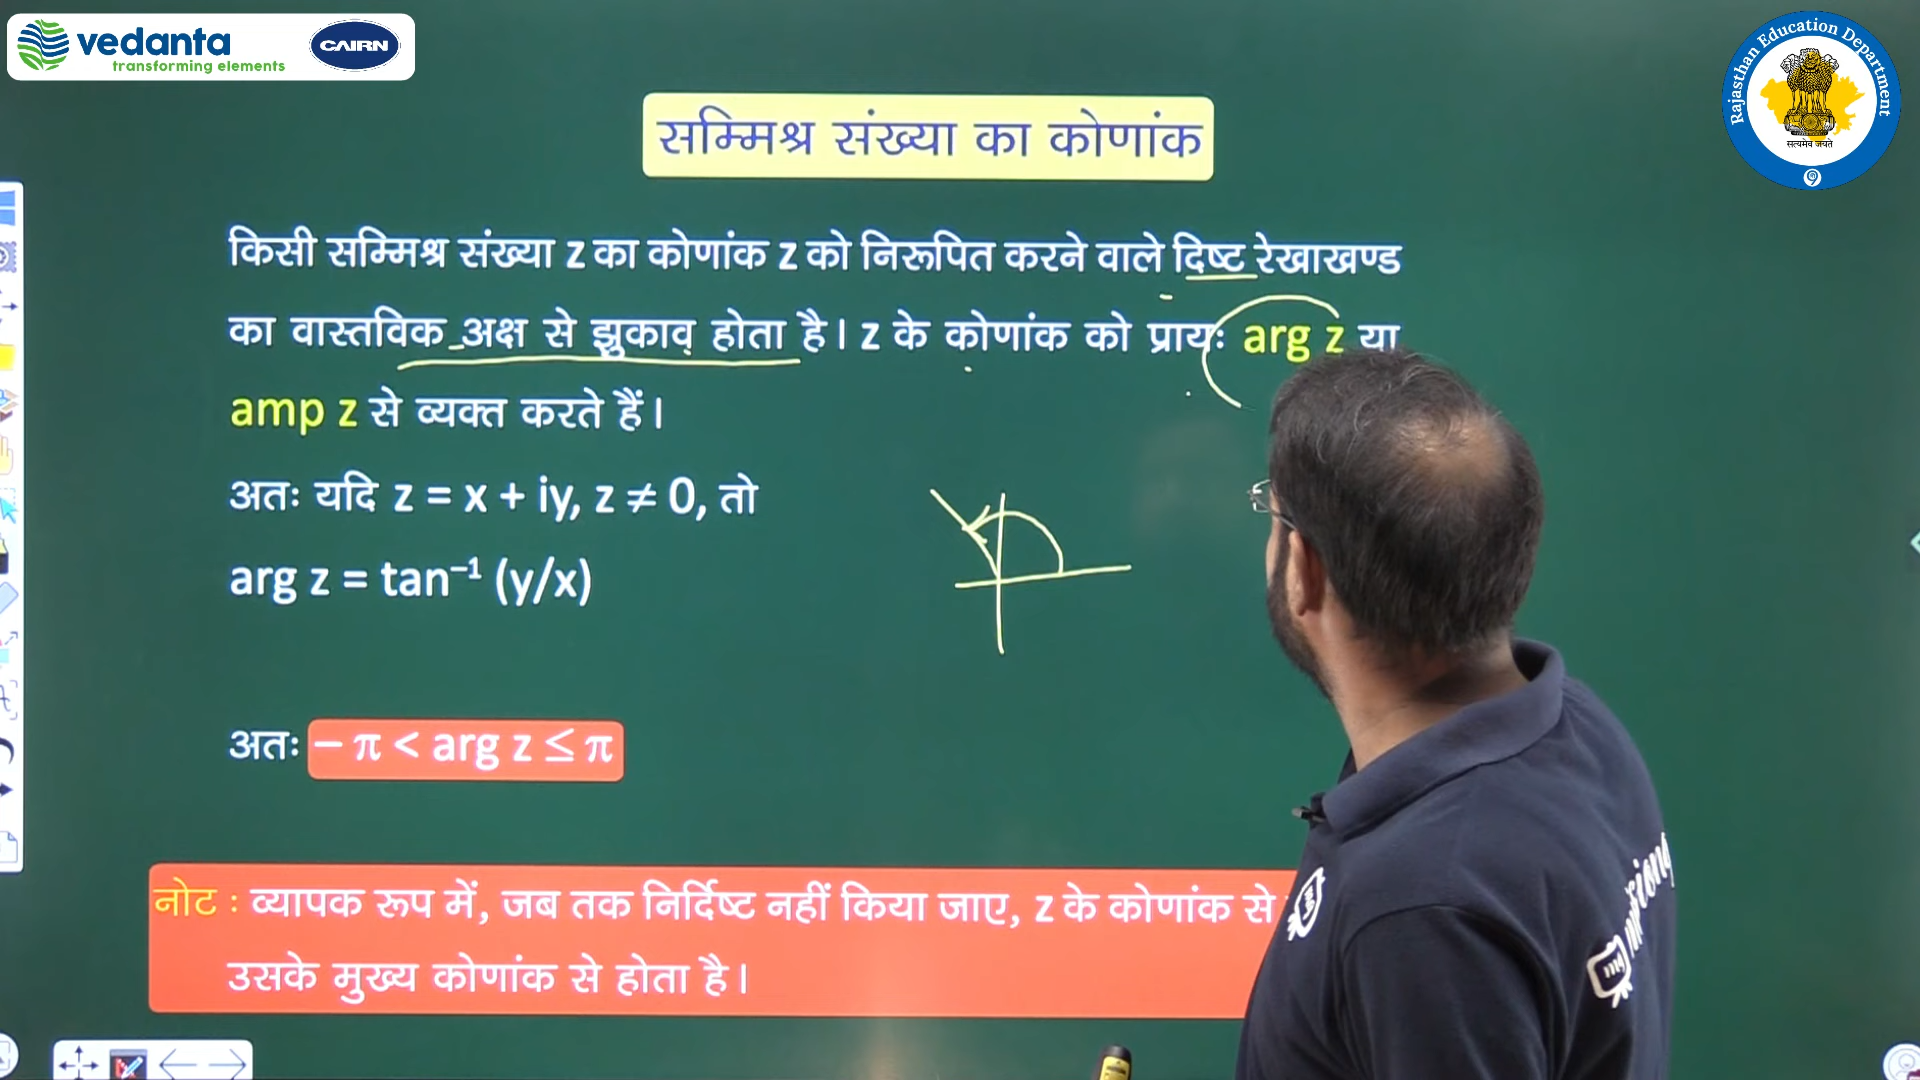 vedanta
transforming elements
CAIRN
Rajasthan Education Department
सत्यमेव जयते
सम्मिश्र संख्या का कोणांक
किसी सम्मिश्र संख्या z का कोणांक z को निरूपित करने वाले दिष्ट रेखाखण्ड
का वास्तविक अक्ष से झुकाव होता है। z के कोणांक को प्रायः arg z या
amp z से व्यक्त करते हैं।
अतः यदि z = x + iy, z ≠ 0, तो
arg z = tan⁻¹ (y/x)
अतः – π < arg z ≤ π
नोट : व्यापक रूप में, जब तक निर्दिष्ट नहीं किया जाए, z के कोणांक से
उसके मुख्य कोणांक से होता है।